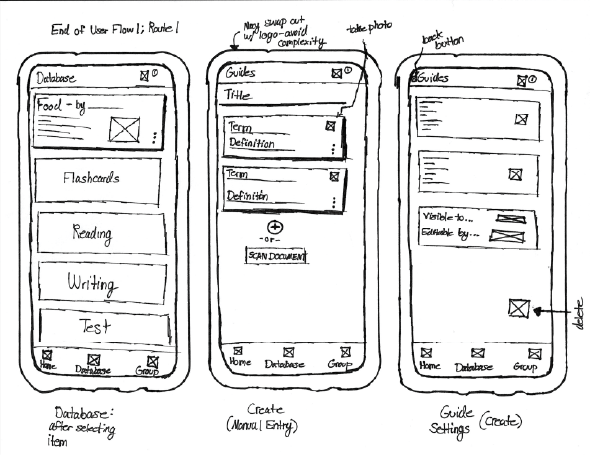 End of User Flow 1; Route 1
May swap out
w/ logo-avoid
complexity
take photo
back
button
Database
Food - by
Flashcards
Reading
Writing
Test
Home
Database
Group
Guides
Title
Term
Definition
Term
Definition
-or-
SCAN DOCUMENT
Home
Database
Group
Guides
Visible to...
Editable by...
delete
Home
Database
Group
Database:
after selecting
item
Create
(Manual Entry)
Guide
Settings (Create)